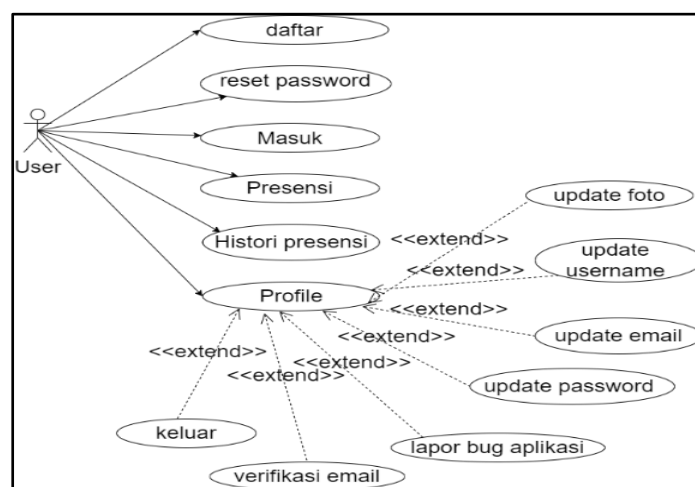 daftar
reset password
Masuk
User
Presensi
update foto
Histori presensi
<<extend>>
update
username
<<extend>>
Profile
<<extend>>
update email
<<extend>>
<<extend>>
<<extend>>
<<extend>>
update password
keluar
lapor bug aplikasi
verifikasi email